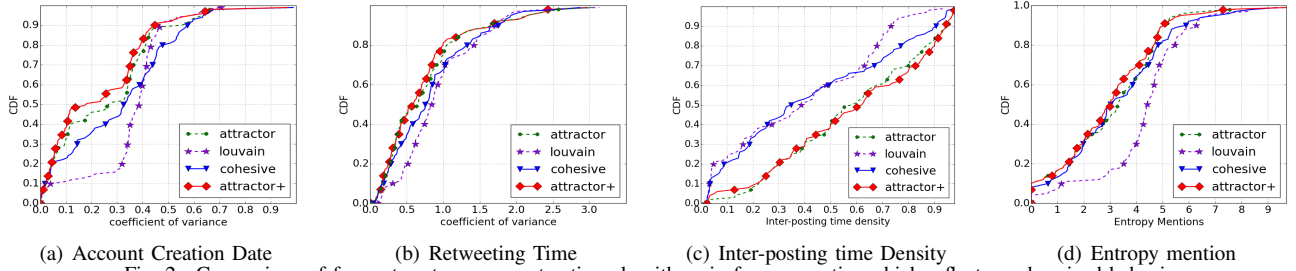 CDF
0.9
0.8
0.7
0.6
0.5
0.4
0.3
0.2
0.1
0.0
0.0 0.1 0.2 0.3 0.4 0.5 0.6 0.7 0.8 0.9
coefficient of variance
attractor
louvain
cohesive
attractor+
(a) Account Creation Date
CDF
0.9
0.8
0.7
0.6
0.5
0.4
0.3
0.2
0.1
0.0
0.0 0.5 1.0 1.5 2.0 2.5 3.0
coefficient of variance
attractor
louvain
cohesive
attractor+
(b) Retweeting Time
CDF
0.9
0.8
0.7
0.6
0.5
0.4
0.3
0.2
0.1
0.0
0.0 0.1 0.2 0.3 0.4 0.5 0.6 0.7 0.8 0.9
Inter-posting time density
attractor
louvain
cohesive
attractor+
(c) Inter-posting time Density
CDF
1.0
0.8
0.6
0.4
0.2
0.0
0 1 2 3 4 5 6 7 8 9
Entropy Mentions
attractor
louvain
cohesive
attractor+
(d) Entropy mention